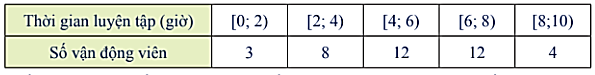 Thời gian luyện tập (giờ) [0; 2) [2; 4) [4; 6) [6; 8) [8;10)
Số vận động viên 3 8 12 12 4